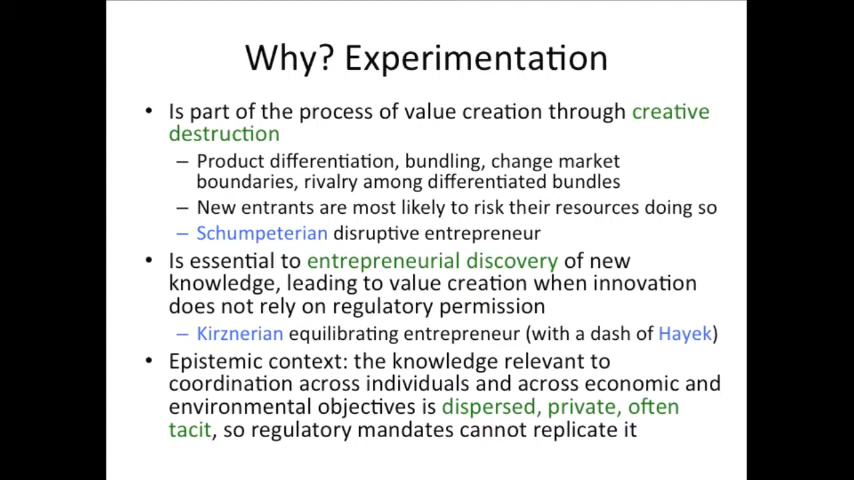 Why? Experimentation
• Is part of the process of value creation through creative
destruction
– Product differentiation, bundling, change market
boundaries, rivalry among differentiated bundles
– New entrants are most likely to risk their resources doing so
– Schumpeterian disruptive entrepreneur
• Is essential to entrepreneurial discovery of new
knowledge, leading to value creation when innovation
does not rely on regulatory permission
– Kirznerian equilibrating entrepreneur (with a dash of Hayek)
• Epistemic context: the knowledge relevant to
coordination across individuals and across economic and
environmental objectives is dispersed, private, often
tacit, so regulatory mandates cannot replicate it